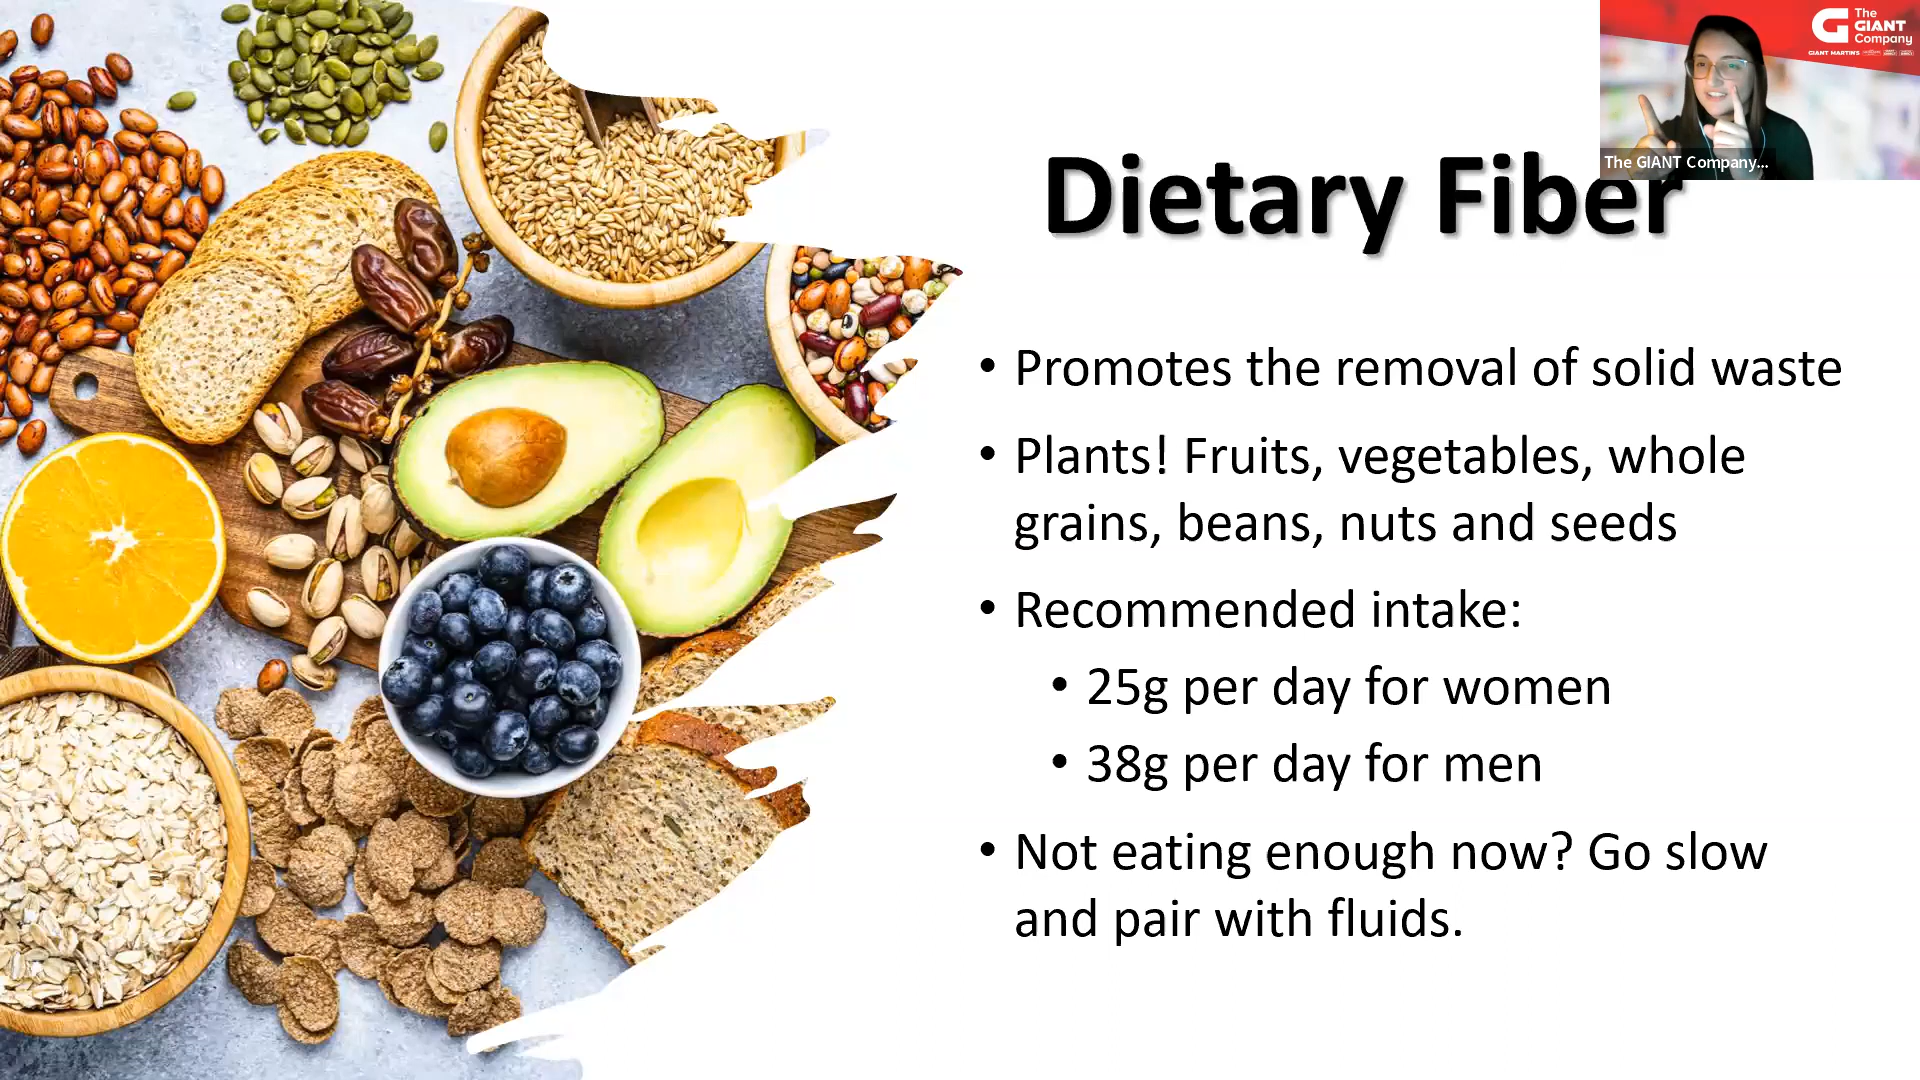 The
GIANT
Company
GIANT MARTIN'S
The GIANT Company...
Dietary Fiber
• Promotes the removal of solid waste
• Plants! Fruits, vegetables, whole
grains, beans, nuts and seeds
• Recommended intake:
• 25g per day for women
• 38g per day for men
• Not eating enough now? Go slow
and pair with fluids.